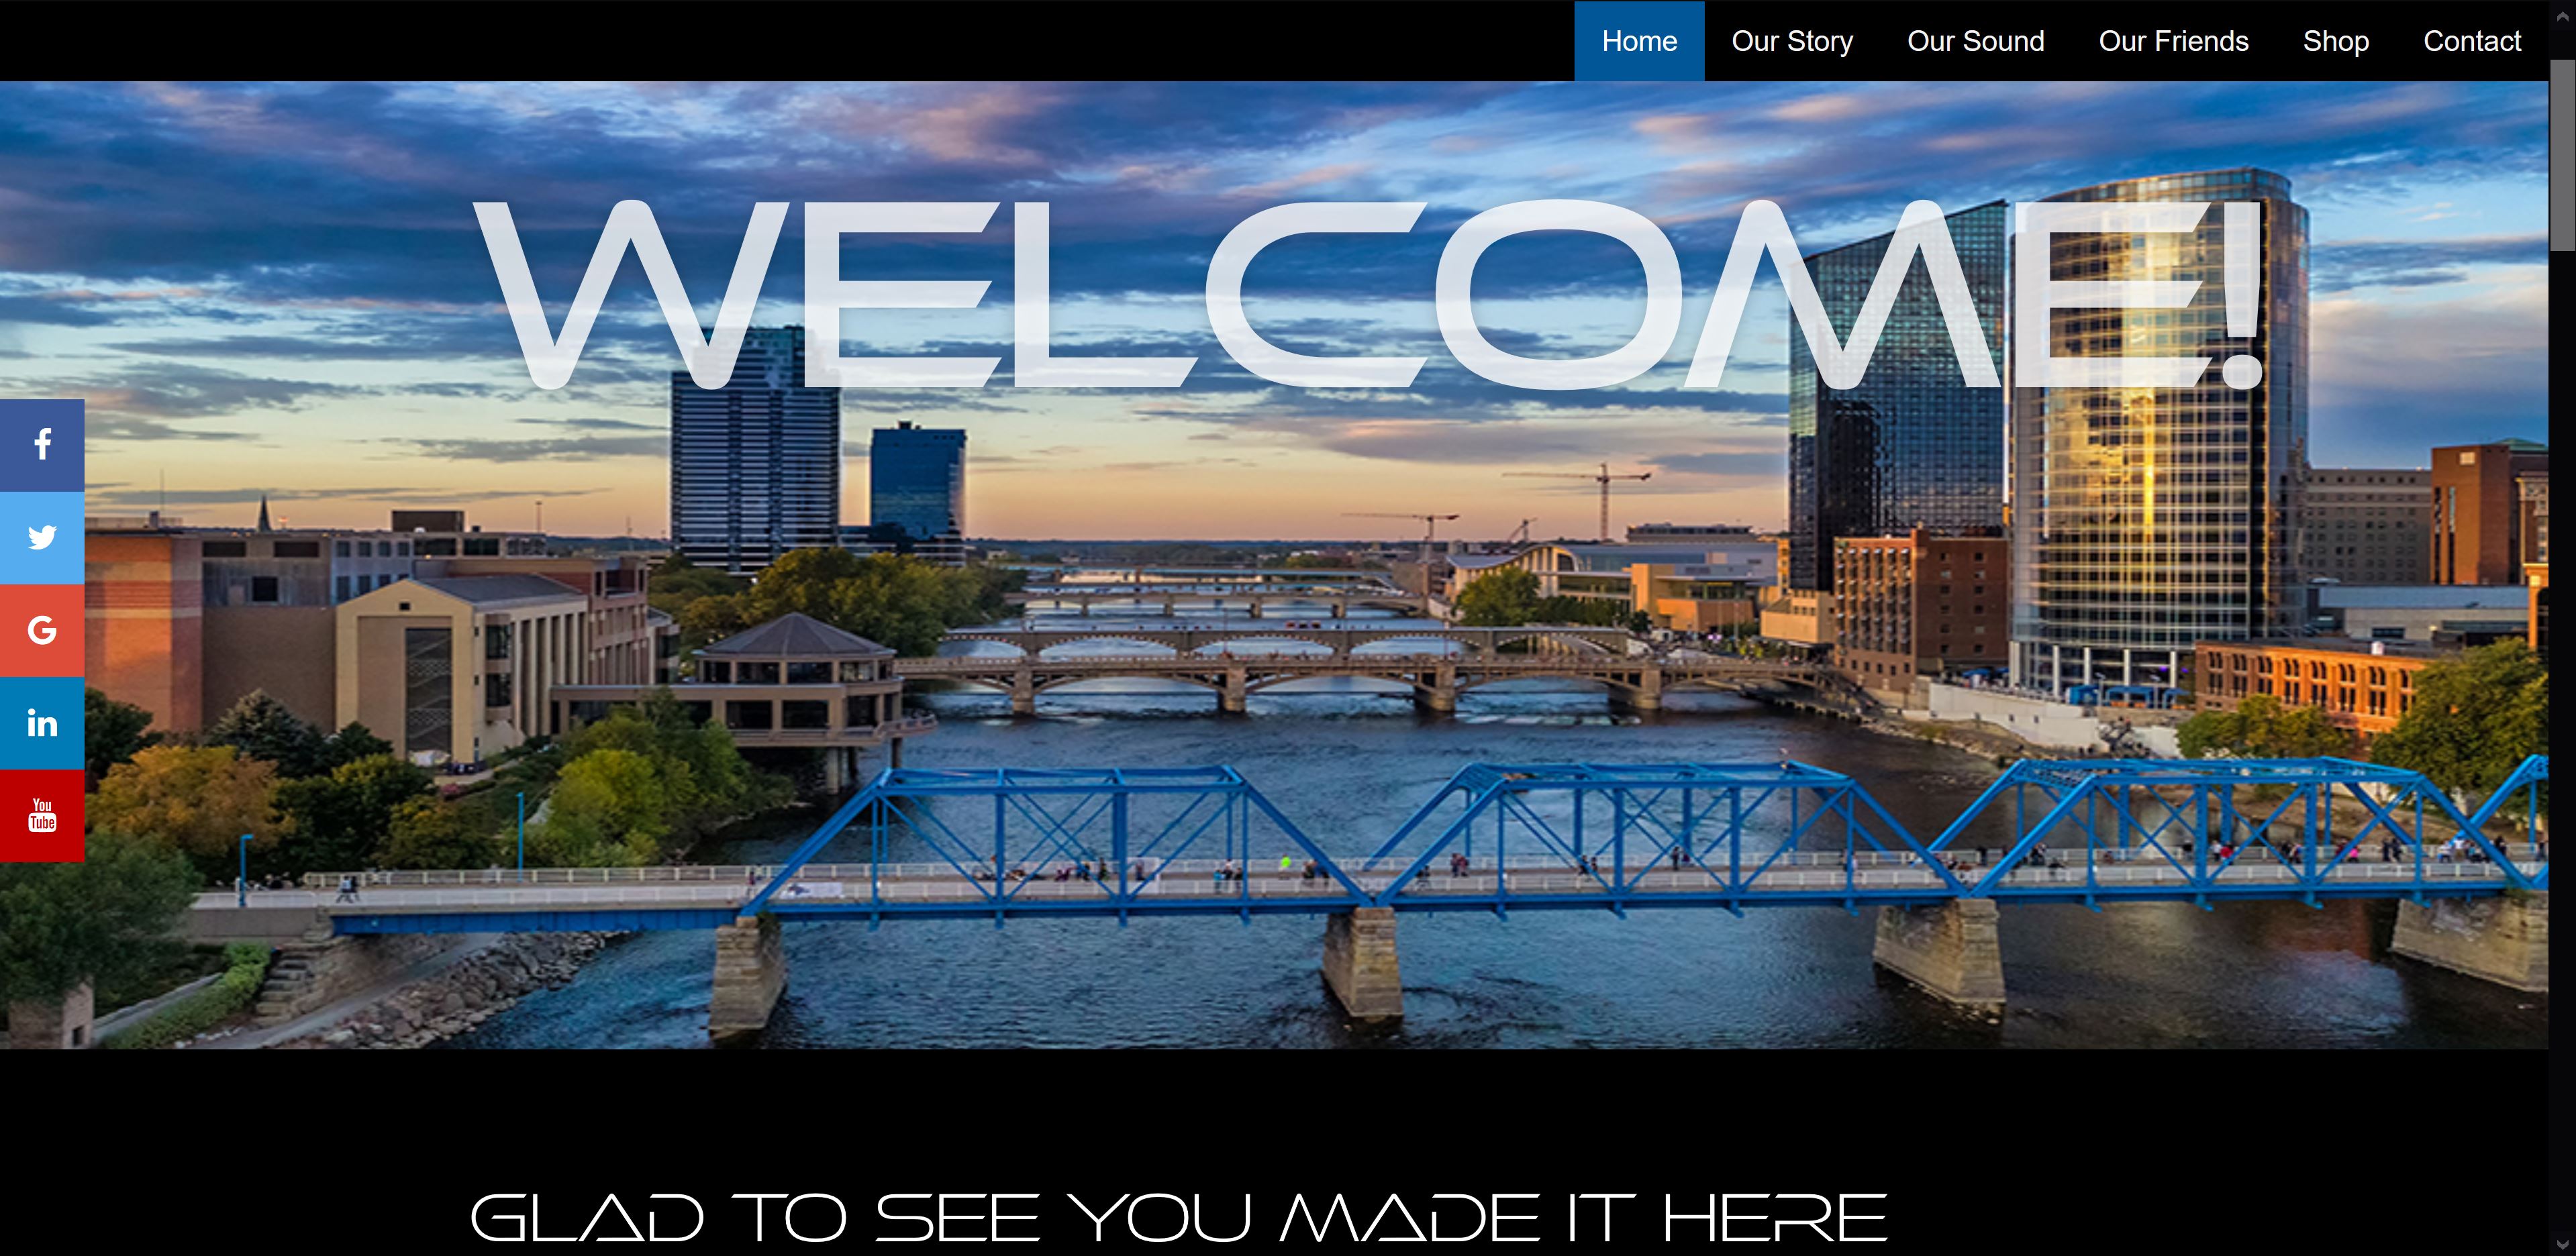 Home Our Story Our Sound Our Friends Shop Contact
WELCOME!
f
G
in
You
Tube
GLAD TO SEE YOU MADE IT HERE